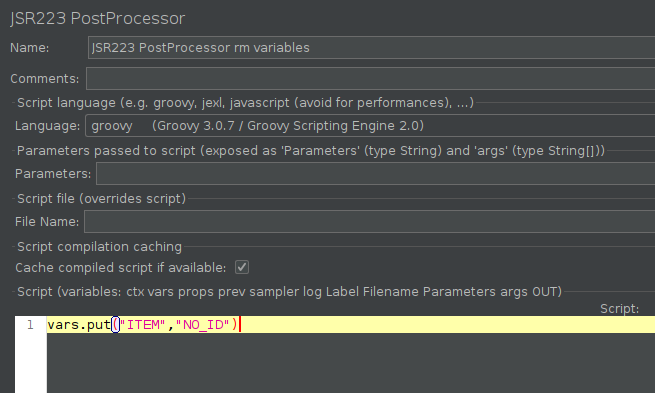 JSR223 PostProcessor
Name: JSR223 PostProcessor rm variables
Comments:
Script language (e.g. groovy, jexl, javascript (avoid for performances), ...)
Language: groovy (Groovy 3.0.7 / Groovy Scripting Engine 2.0)
Parameters passed to script (exposed as 'Parameters' (type String) and 'args' (type String[]))
Parameters:
Script file (overrides script)
File Name:
Script compilation caching
Cache compiled script if available:
Script (variables: ctx vars props prev sampler log Label Filename Parameters args OUT)
Script:
1 vars.put("ITEM","NO_ID")